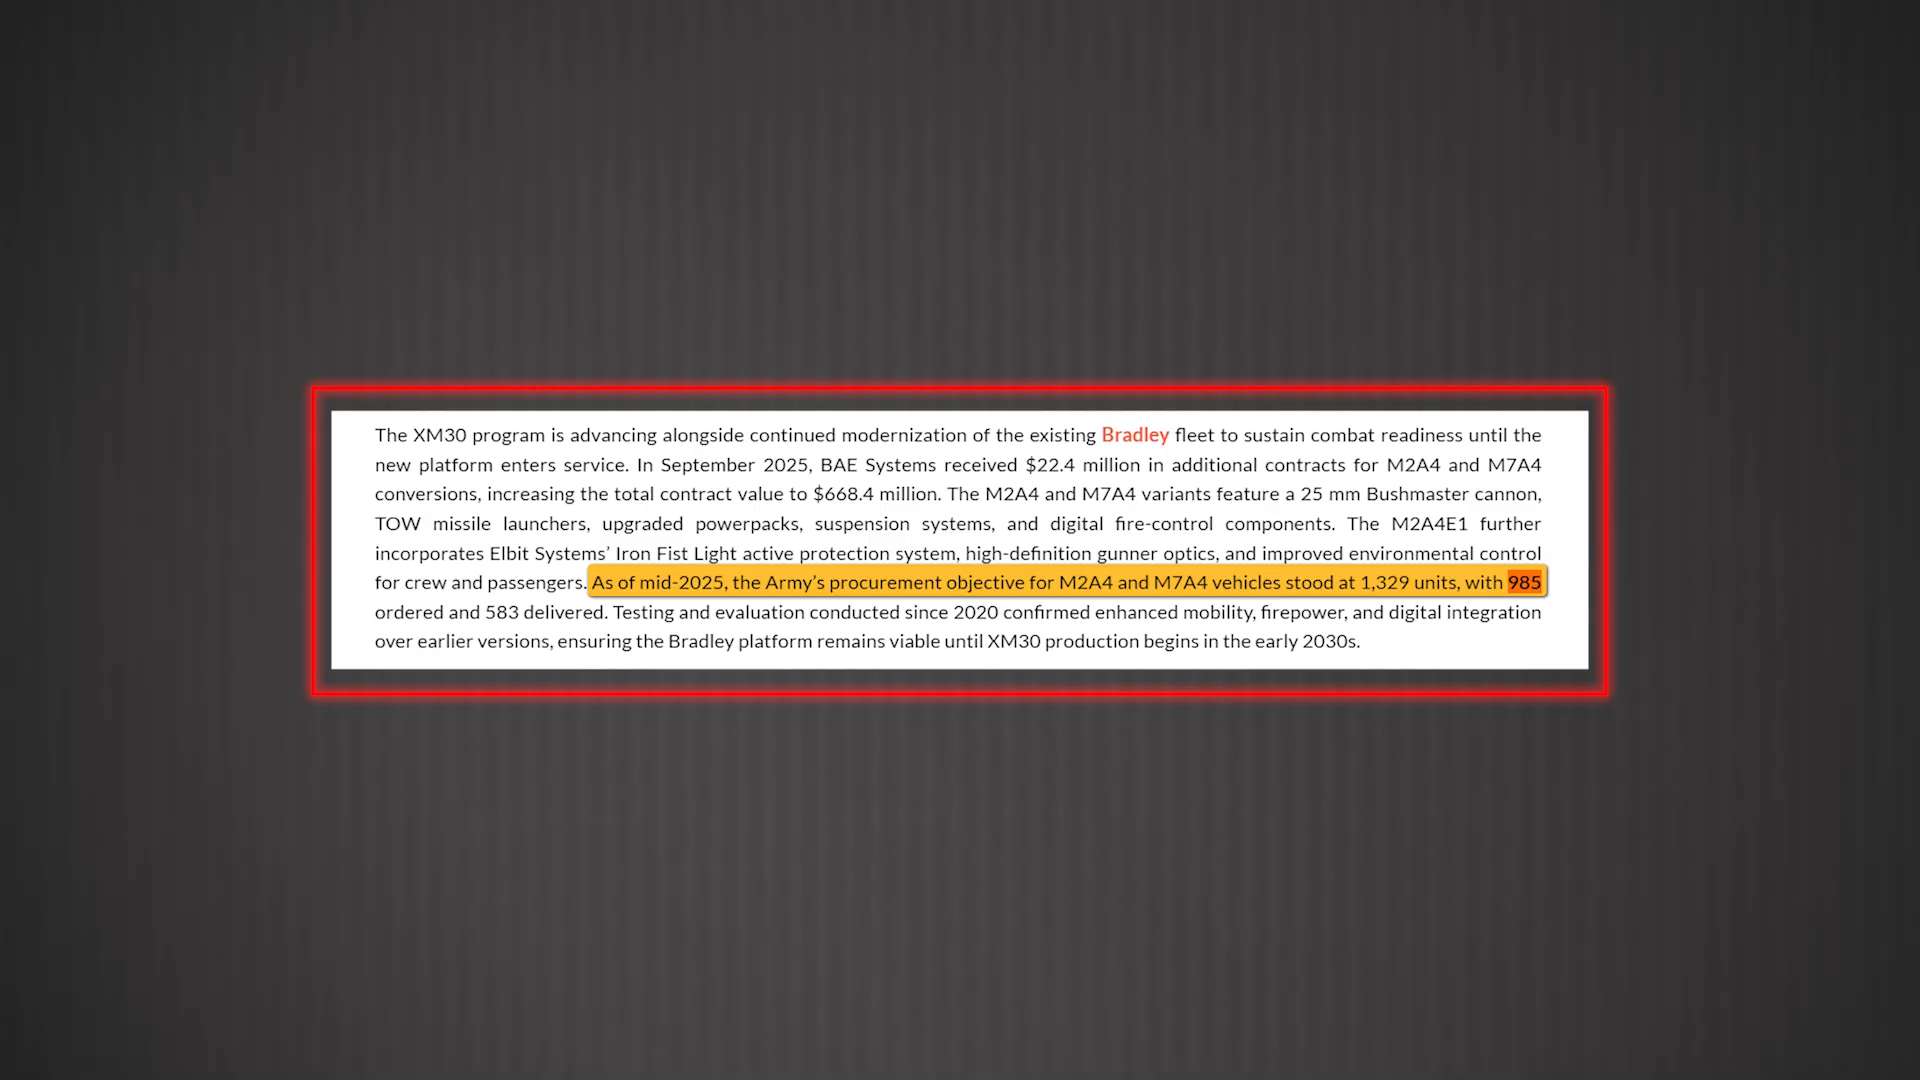 The XM30 program is advancing alongside continued modernization of the existing Bradley fleet to sustain combat readiness until the
new platform enters service. In September 2025, BAE Systems received $22.4 million in additional contracts for M2A4 and M7A4
conversions, increasing the total contract value to $668.4 million. The M2A4 and M7A4 variants feature a 25 mm Bushmaster cannon,
TOW missile launchers, upgraded powerpacks, suspension systems, and digital fire-control components. The M2A4E1 further
incorporates Elbit Systems’ Iron Fist Light active protection system, high-definition gunner optics, and improved environmental control
for crew and passengers. As of mid-2025, the Army’s procurement objective for M2A4 and M7A4 vehicles stood at 1,329 units, with 985
ordered and 583 delivered. Testing and evaluation conducted since 2020 confirmed enhanced mobility, firepower, and digital integration
over earlier versions, ensuring the Bradley platform remains viable until XM30 production begins in the early 2030s.